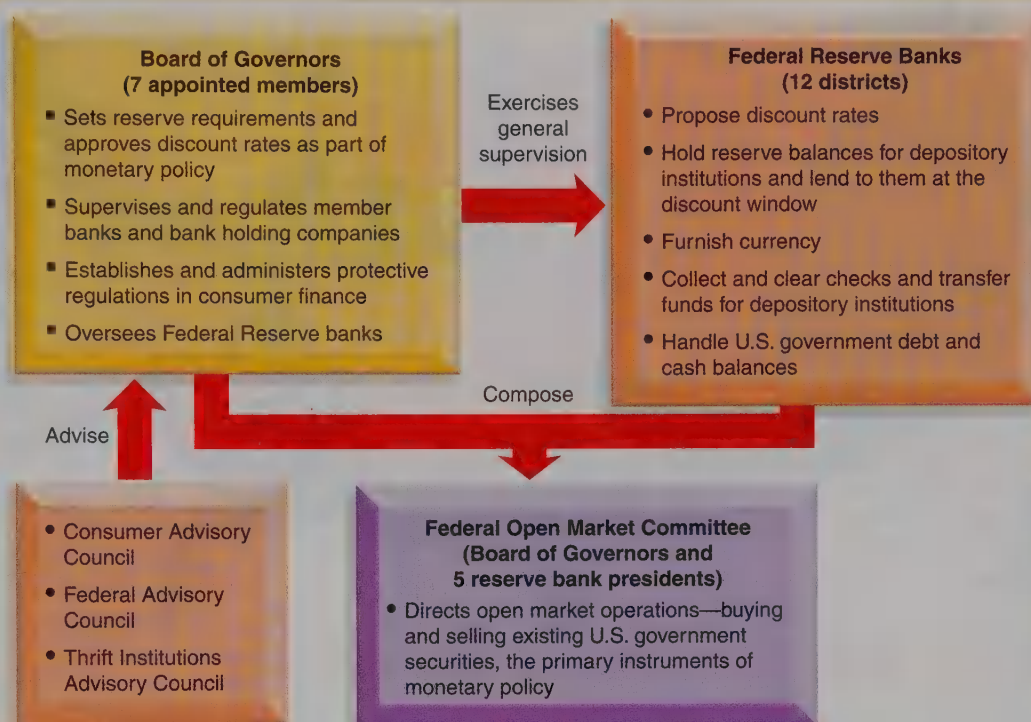 Board of Governors
(7 appointed members)
▪ Sets reserve requirements and
approves discount rates as part of
monetary policy
▪ Supervises and regulates member
banks and bank holding companies
▪ Establishes and administers protective
regulations in consumer finance
▪ Oversees Federal Reserve banks
Exercises
general
supervision
Federal Reserve Banks
(12 districts)
• Propose discount rates
• Hold reserve balances for depository
institutions and lend to them at the
discount window
• Furnish currency
• Collect and clear checks and transfer
funds for depository institutions
• Handle U.S. government debt and
cash balances
Advise
Compose
• Consumer Advisory
Council
• Federal Advisory
Council
• Thrift Institutions
Advisory Council
Federal Open Market Committee
(Board of Governors and
5 reserve bank presidents)
• Directs open market operations—buying
and selling existing U.S. government
securities, the primary instruments of
monetary policy